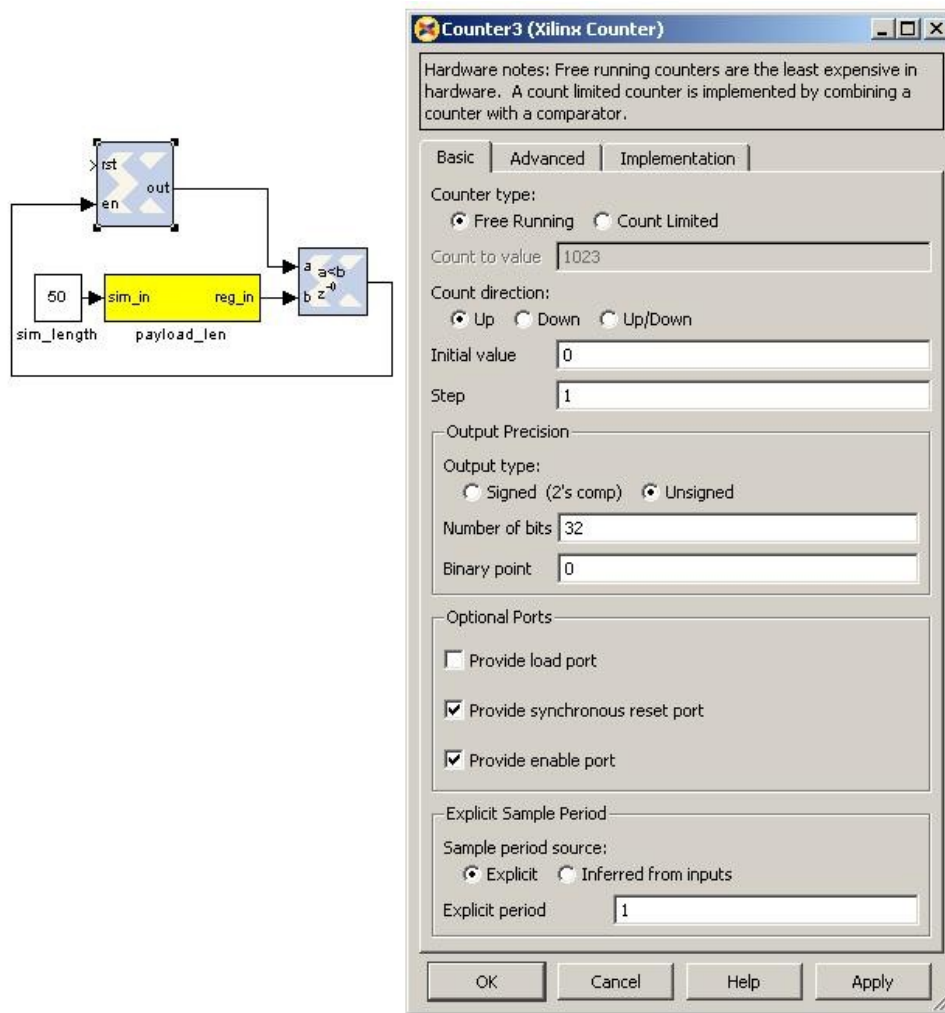 rst
en
out
50
sim_length
sim_in
reg_in
payload_len
a
b
a<b
z⁻⁰
Counter3 (Xilinx Counter)
Hardware notes: Free running counters are the least expensive in
hardware. A count limited counter is implemented by combining a
counter with a comparator.
Basic Advanced Implementation
Counter type:
Free Running Count Limited
Count to value 1023
Count direction:
Up Down Up/Down
Initial value 0
Step 1
Output Precision
Output type:
Signed (2's comp) Unsigned
Number of bits 32
Binary point 0
Optional Ports
Provide load port
Provide synchronous reset port
Provide enable port
Explicit Sample Period
Sample period source:
Explicit Inferred from inputs
Explicit period 1
OK Cancel Help Apply